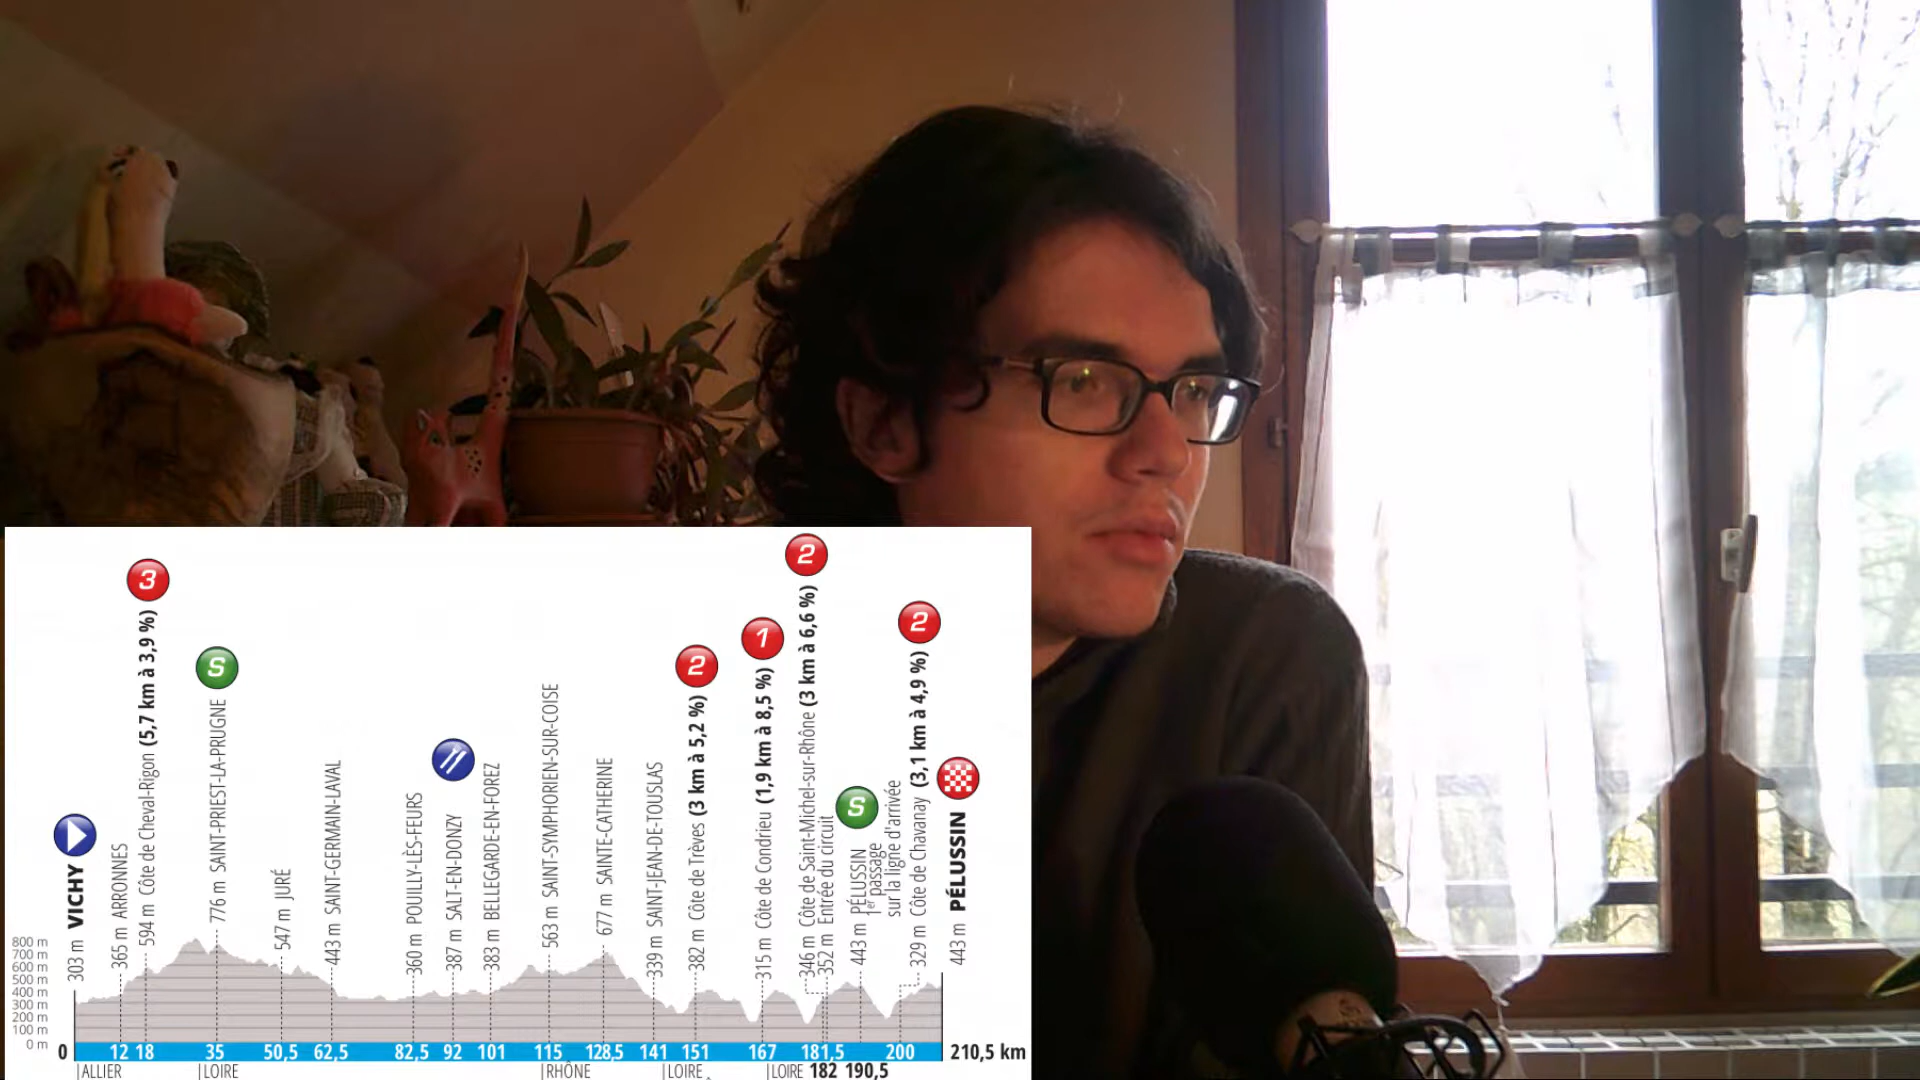 303 m VICHY
365 m ARRONNES
594 m Côte de Cheval-Rigon (5,7 km à 3,9 %)
3
776 m SAINT-PRIEST-LA-PRUGNE
S
547 m JURÉ
443 m SAINT-GERMAIN-LAVAL
360 m POUILLY-LÈS-FEURS
387 m SALT-EN-DONZY
383 m BELLEGARDE-EN-FOREZ
563 m SAINT-SYMPHORIEN-SUR-COISE
677 m SAINTE-CATHERINE
339 m SAINT-JEAN-DE-TOUSLAS
382 m Côte de Trèves (3 km à 5,2 %)
2
315 m Côte de Condrieu (1,9 km à 8,5 %)
1
346 m Côte de Saint-Michel-sur-Rhône (3 km à 6,6 %)
2
352 m Entrée du circuit
443 m PÉLUSSIN
1er passage
sur la ligne d'arrivée
S
329 m Côte de Chavanay (3,1 km à 4,9 %)
2
443 m PÉLUSSIN
800 m
700 m
600 m
500 m
400 m
300 m
200 m
100 m
0 m
0 12 18 35 50,5 62,5 82,5 92 101 115 128,5 141 151 167 181,5 200 210,5 km
ALLIER LOIRE RHÔNE LOIRE LOIRE 182 190,5